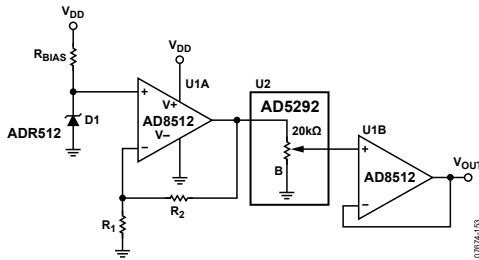 VDD
RBIAS
ADR512
D1
VDD
U1A
+
V+
AD8512
V–
–
R1
R2
U2
AD5292
20kΩ
B
U1B
+
AD8512
–
VOUT
07674-153